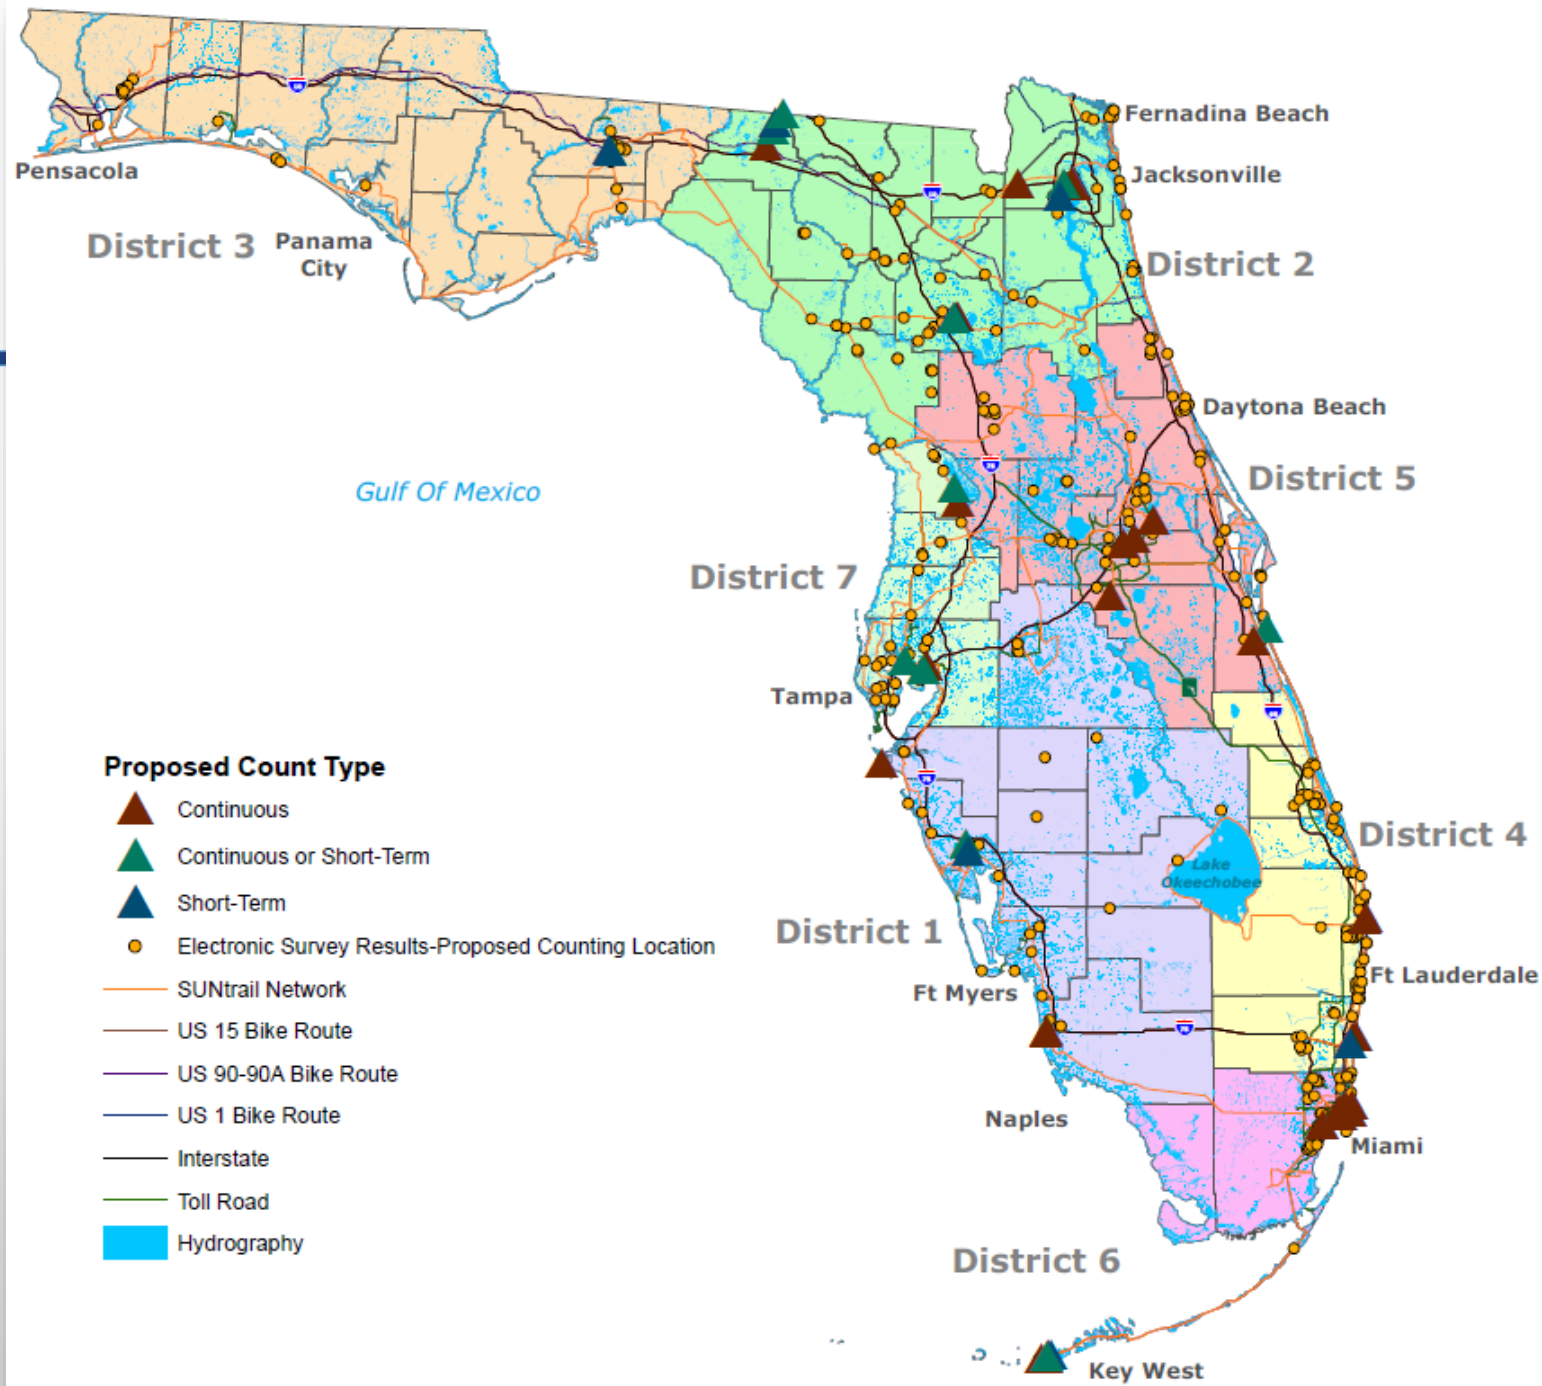 Fernadina Beach
Pensacola
Jacksonville
District 3
Panama
City
District 2
Daytona Beach
District 5
Gulf Of Mexico
District 7
Tampa
Proposed Count Type
Continuous
Continuous or Short-Term
Short-Term
Electronic Survey Results-Proposed Counting Location
SUNtrail Network
US 15 Bike Route
US 90-90A Bike Route
US 1 Bike Route
Interstate
Toll Road
Hydrography
District 4
Lake
Okeechobee
District 1
Ft Lauderdale
Ft Myers
Naples
Miami
District 6
Key West